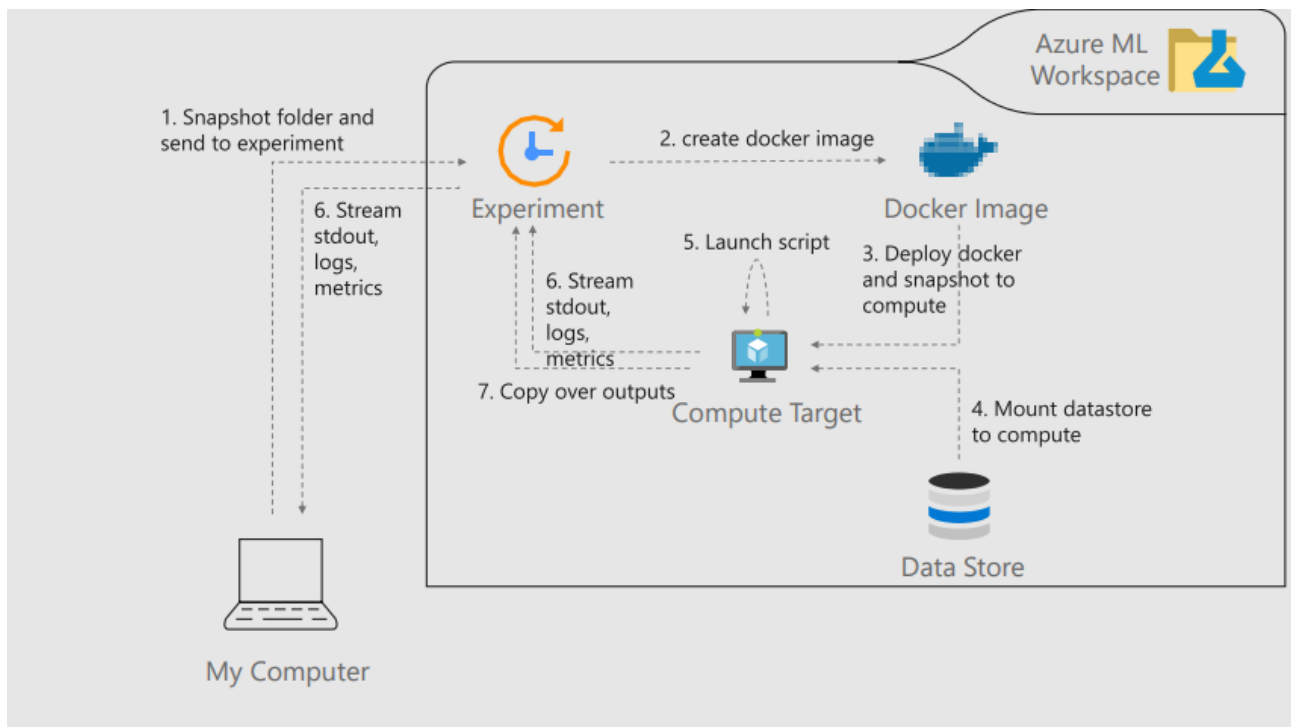 Azure ML
Workspace
1. Snapshot folder and
send to experiment
2. create docker image
Experiment
Docker Image
6. Stream
stdout,
logs,
metrics
5. Launch script
3. Deploy docker
and snapshot to
compute
6. Stream
stdout,
logs,
metrics
7. Copy over outputs
Compute Target
4. Mount datastore
to compute
Data Store
My Computer